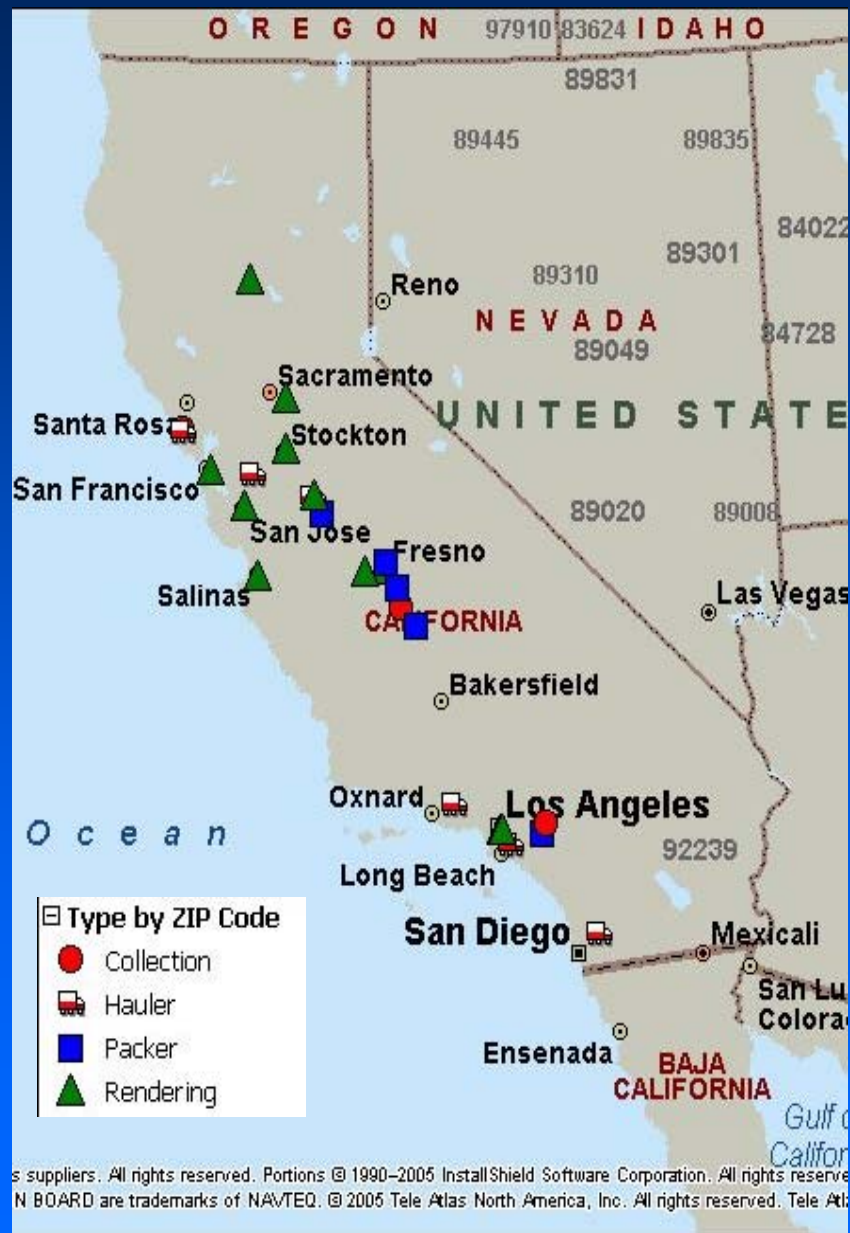 OREGON 97910 83624 IDAHO
89831
89445 89835
84022
89301
89310
Reno
NEVADA
84728
89049
Sacramento
UNITED STATE
Santa Rosa
Stockton
San Francisco
89020 89008
San Jose
Fresno
Las Vegas
Salinas
CALIFORNIA
Bakersfield
Oxnard
Los Angeles
Ocean
92239
Long Beach
Type by ZIP Code
San Diego
Mexicali
Collection
San Lu
Colora
Hauler
Ensenada
Packer
BAJA
CALIFORNIA
Rendering
Gulf
Califor
s suppliers. All rights reserved. Portions © 1990–2005 InstallShield Software Corporation. All rights reserve
N BOARD are trademarks of NAVTEQ. © 2005 Tele Atlas North America, Inc. All rights reserved. Tele Atl